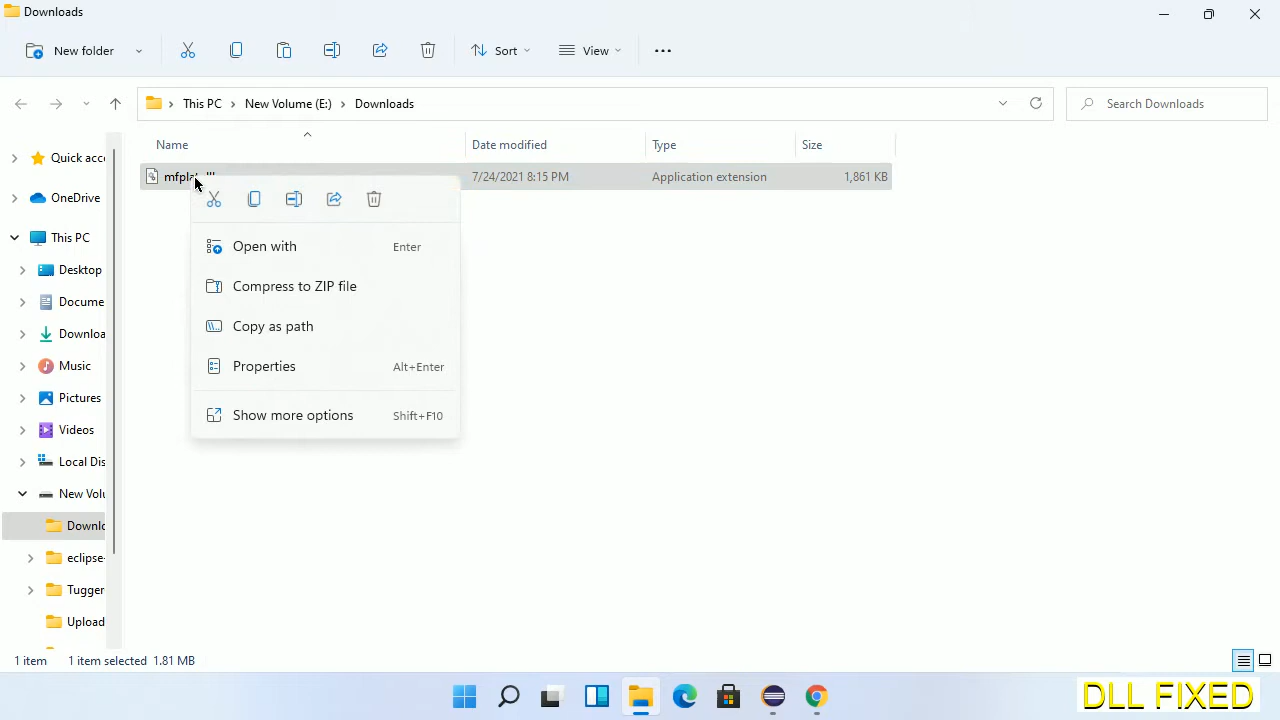 Downloads
New folder
Sort
View
This PC
New Volume (E:)
Downloads
Search Downloads
Name
Date modified
Type
Size
7/24/2021 8:15 PM
Application extension
1,861 KB
Open with
Enter
Compress to ZIP file
Copy as path
Properties
Alt+Enter
Show more options
Shift+F10
Quick acc
OneDrive
This PC
Desktop
Docume
Downloa
Music
Pictures
Videos
Local Dis
New Volu
Downlo
eclipse-
Tugger
Upload
1 item
1 item selected 1.81 MB
DLL FIXED